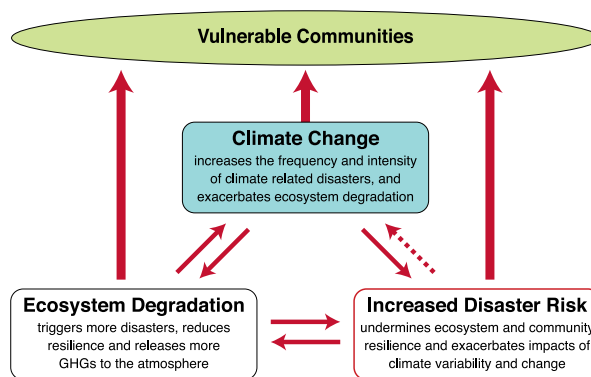 Vulnerable Communities
Climate Change
increases the frequency and intensity
of climate related disasters, and
exacerbates ecosystem degradation
Ecosystem Degradation
triggers more disasters, reduces
resilience and releases more
GHGs to the atmosphere
Increased Disaster Risk
undermines ecosystem and community
resilience and exacerbates impacts of
climate variability and change